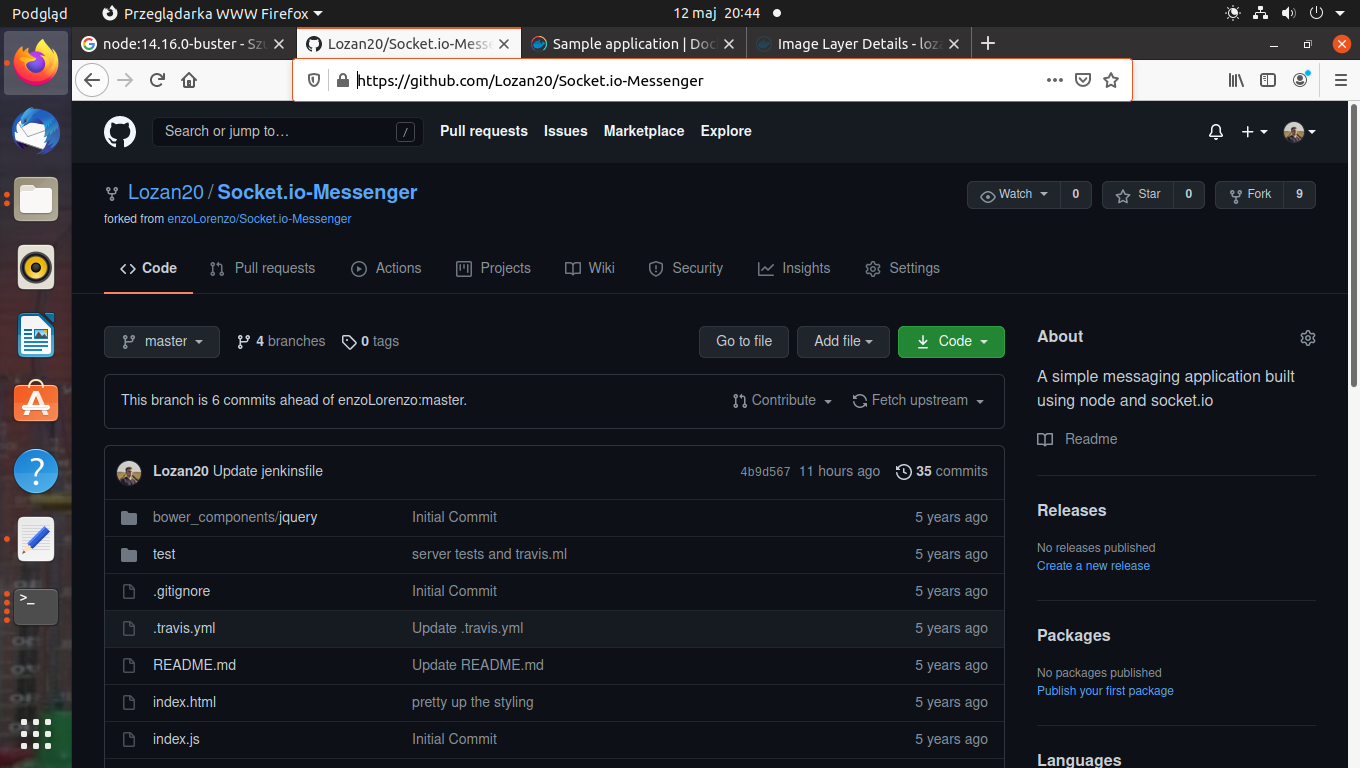 Podgląd Przeglądarka WWW Firefox 12 maj 20:44
node:14.16.0-buster - Szu Lozan20/Socket.io-Messe Sample application | Doc Image Layer Details - loza
https://github.com/Lozan20/Socket.io-Messenger
Search or jump to… / Pull requests Issues Marketplace Explore
Lozan20 / Socket.io-Messenger Watch 0 Star 0 Fork 9
forked from enzoLorenzo/Socket.io-Messenger
Code Pull requests Actions Projects Wiki Security Insights Settings
master 4 branches 0 tags Go to file Add file Code
This branch is 6 commits ahead of enzoLorenzo:master. Contribute Fetch upstream
Lozan20 Update jenkinsfile 4b9d567 11 hours ago 35 commits
bower_components/jquery Initial Commit 5 years ago
test server tests and travis.ml 5 years ago
.gitignore Initial Commit 5 years ago
.travis.yml Update .travis.yml 5 years ago
README.md Update README.md 5 years ago
index.html pretty up the styling 5 years ago
index.js Initial Commit 5 years ago
About
A simple messaging application built
using node and socket.io
Readme
Releases
No releases published
Create a new release
Packages
No packages published
Publish your first package
Languages